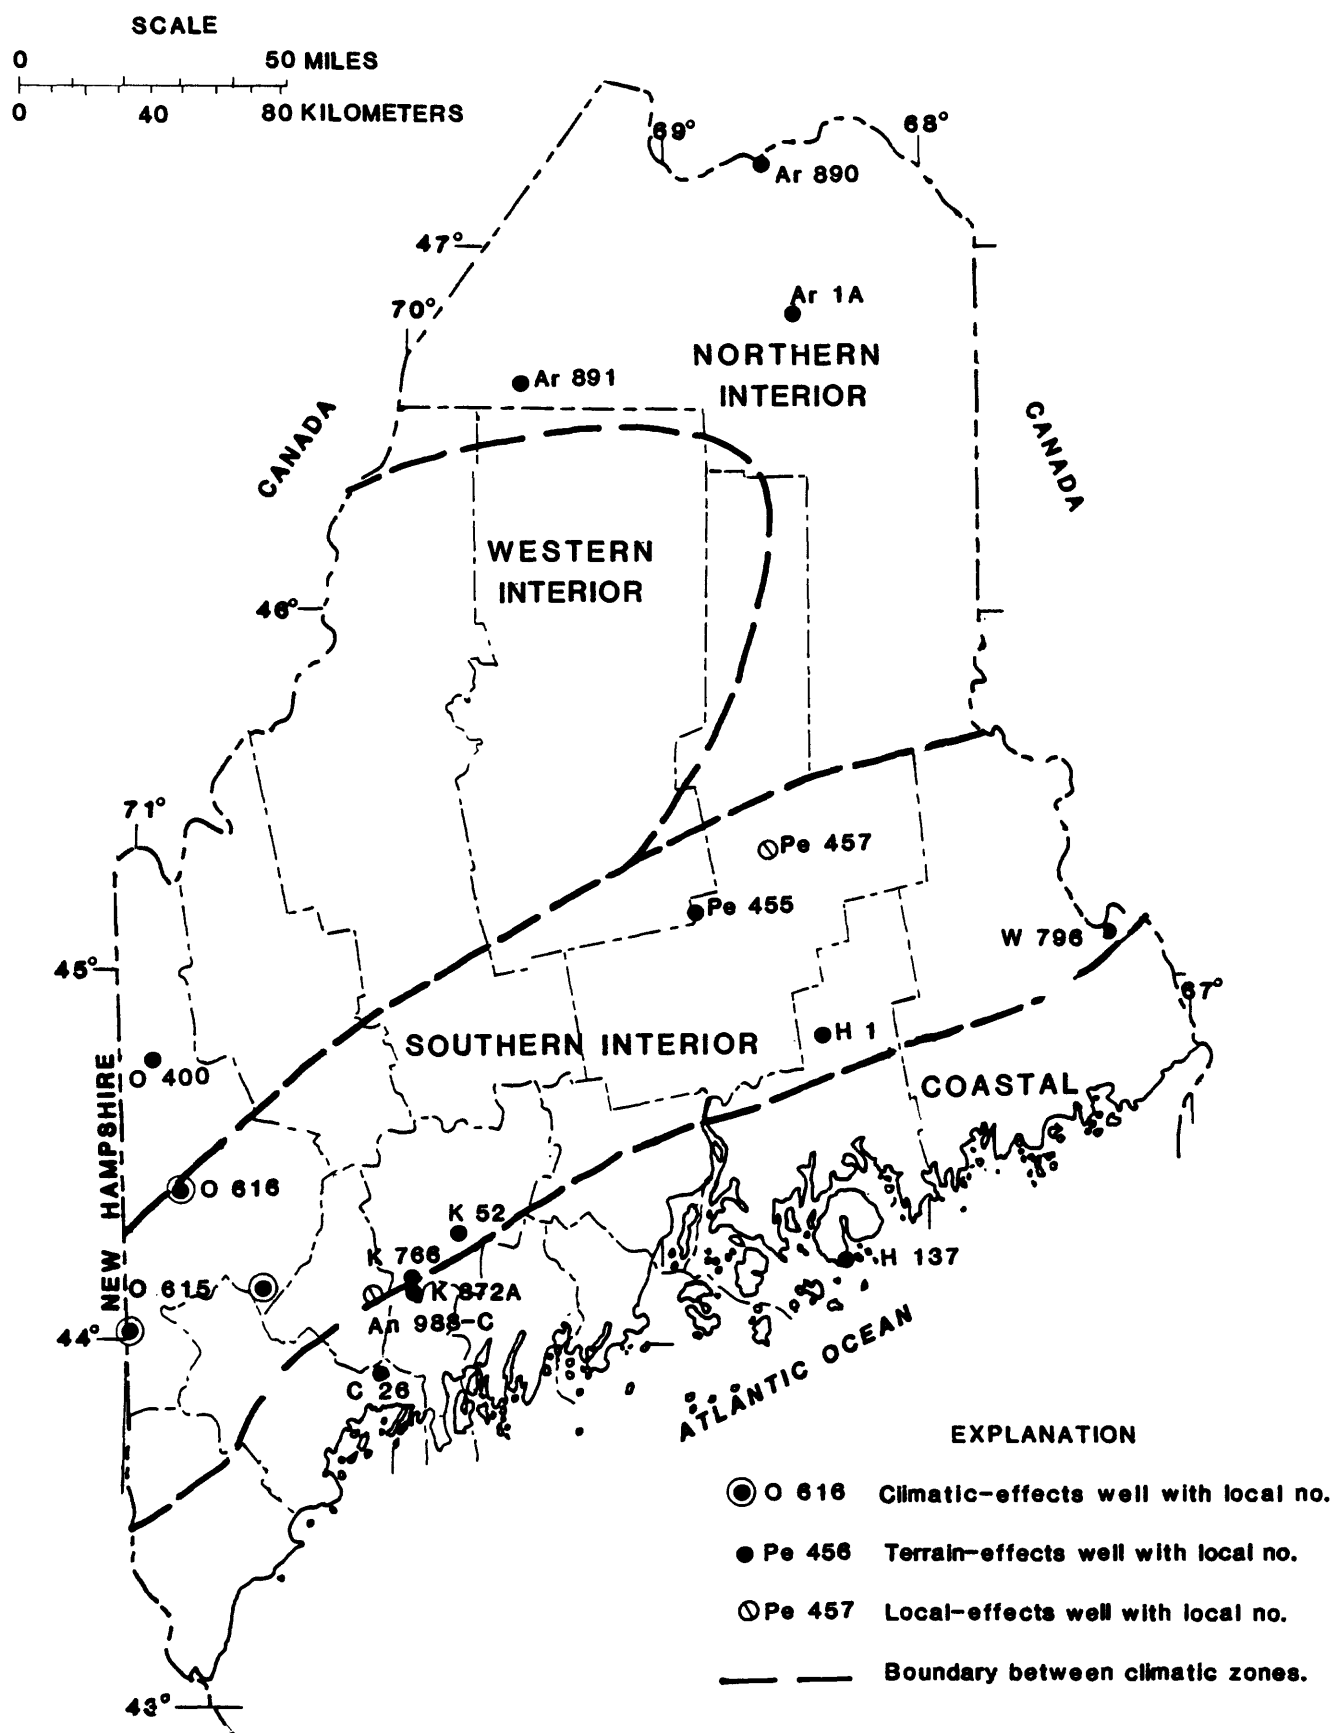 SCALE
0 50 MILES
0 40 80 KILOMETERS
69°
68°
Ar 890
47°
Ar 1A
70°
NORTHERN
INTERIOR
Ar 891
CANADA
CANADA
WESTERN
INTERIOR
46°
71°
Pe 457
Pe 455
W 796
45°
67°
H 1
SOUTHERN INTERIOR
O 400
COASTAL
NEW HAMPSHIRE
O 616
K 52
K 766
H 137
O 615
K 872A
An 988-C
44°
C 26
ATLANTIC OCEAN
EXPLANATION
O 616 Climatic-effects well with local no.
Pe 456 Terrain-effects well with local no.
Pe 457 Local-effects well with local no.
Boundary between climatic zones.
43°